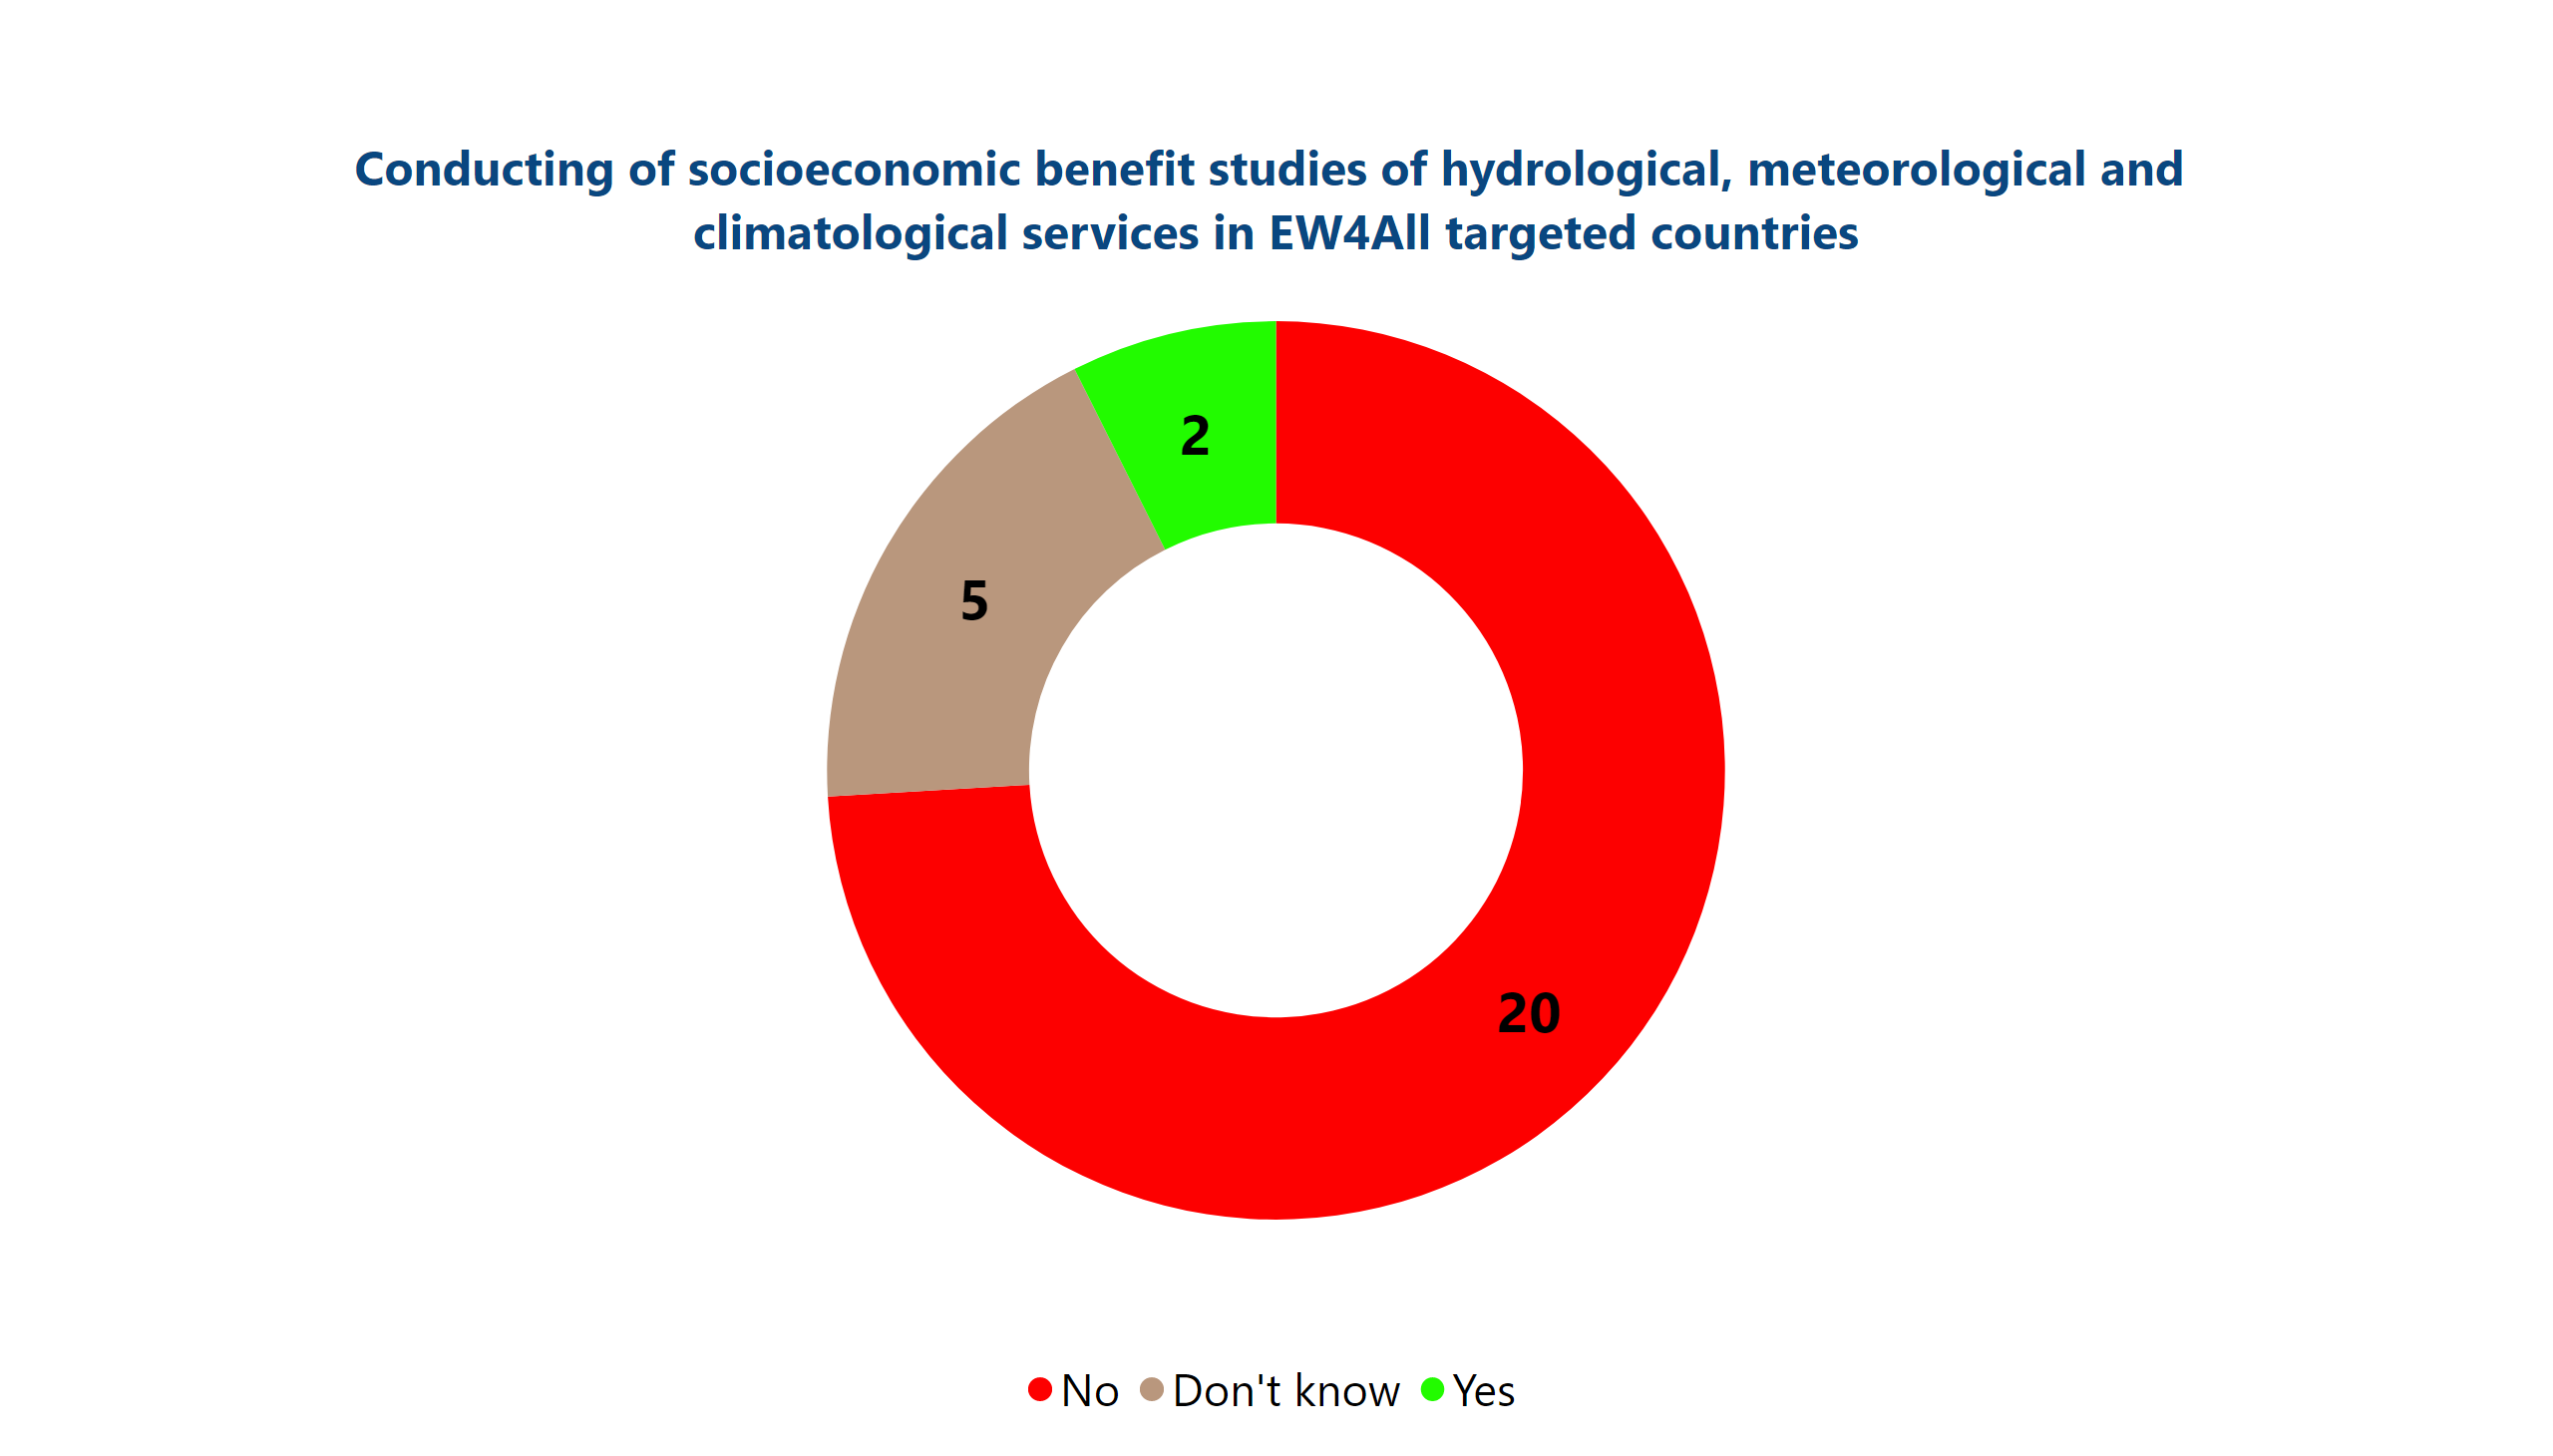 Conducting of socioeconomic benefit studies of hydrological, meteorological and
climatological services in EW4All targeted countries
2
5
20
No Don't know Yes